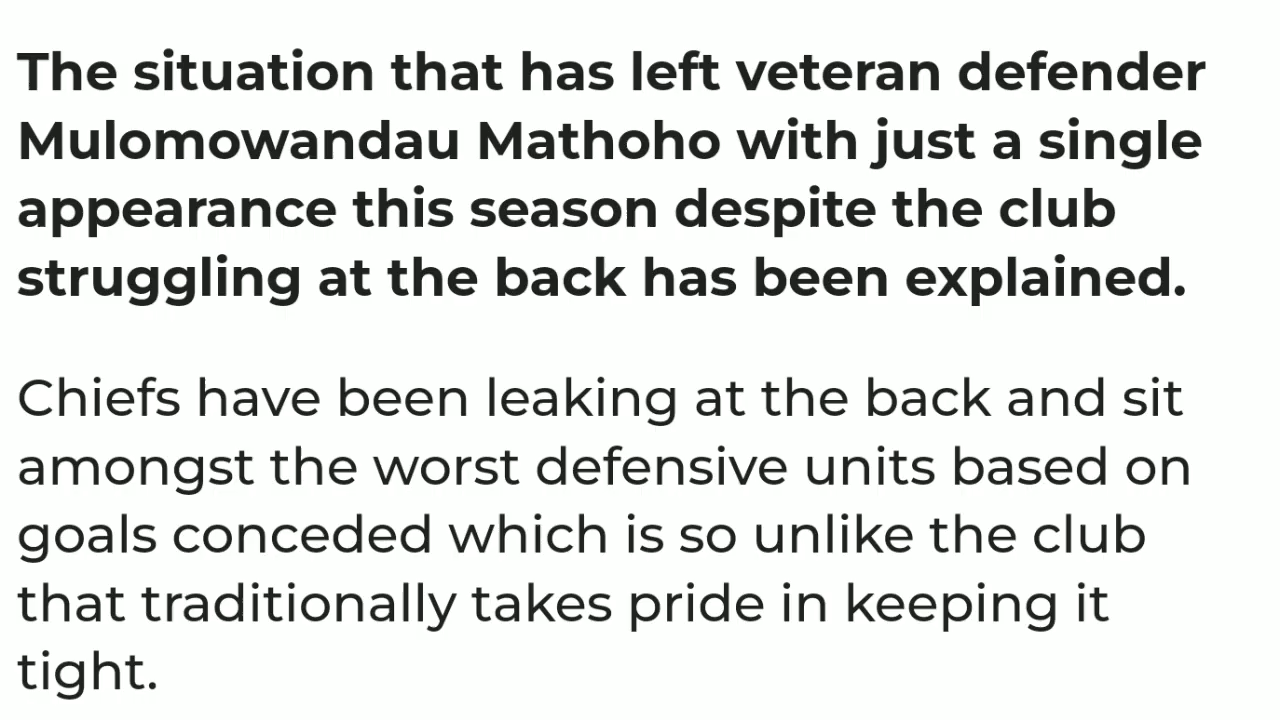 The situation that has left veteran defender
Mulomowandau Mathoho with just a single
appearance this season despite the club
struggling at the back has been explained.
Chiefs have been leaking at the back and sit
amongst the worst defensive units based on
goals conceded which is so unlike the club
that traditionally takes pride in keeping it
tight.